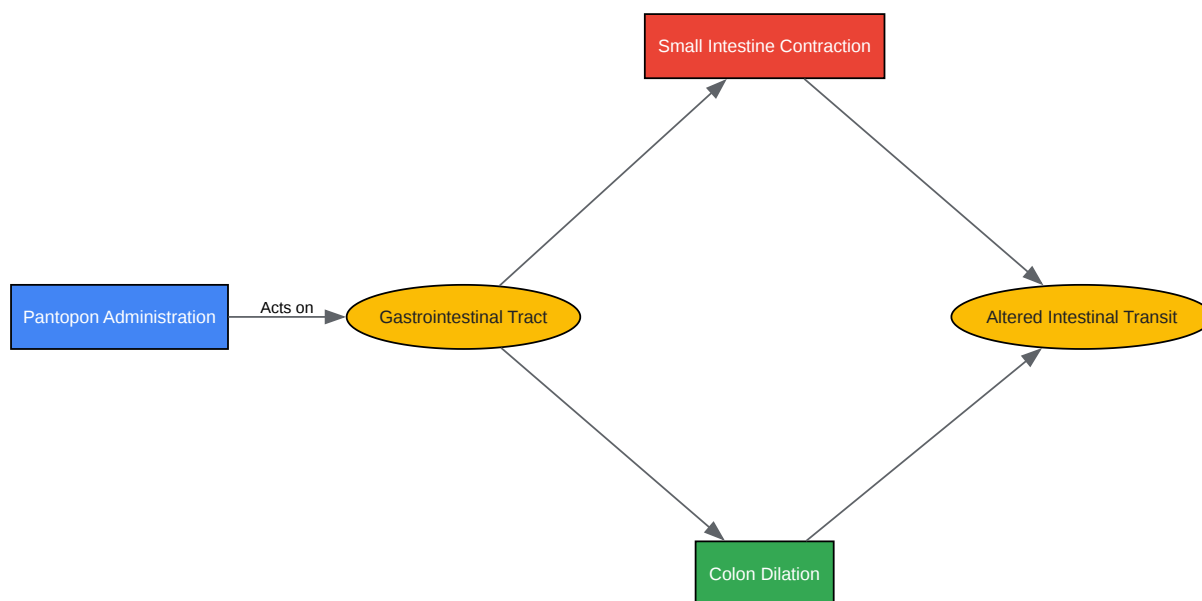 Small Intestine Contraction
Pantopon Administration
Acts on
Gastrointestinal Tract
Altered Intestinal Transit
Colon Dilation